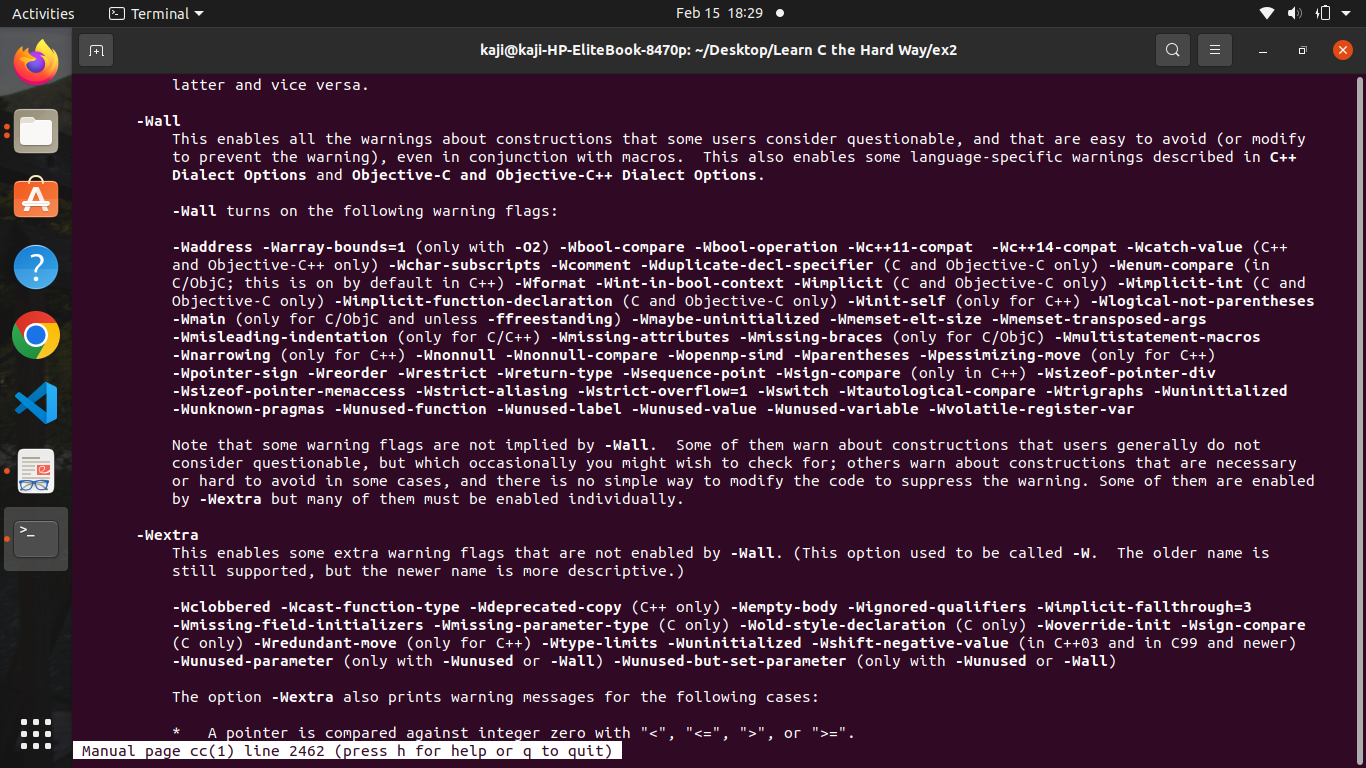 Activities Terminal Feb 15 18:29
kaji@kaji-HP-EliteBook-8470p: ~/Desktop/Learn C the Hard Way/ex2
latter and vice versa.
-Wall
This enables all the warnings about constructions that some users consider questionable, and that are easy to avoid (or modify
to prevent the warning), even in conjunction with macros.  This also enables some language-specific warnings described in C++
Dialect Options and Objective-C and Objective-C++ Dialect Options.
-Wall turns on the following warning flags:
-Waddress -Warray-bounds=1 (only with -O2) -Wbool-compare -Wbool-operation -Wc++11-compat  -Wc++14-compat -Wcatch-value (C++
and Objective-C++ only) -Wchar-subscripts -Wcomment -Wduplicate-decl-specifier (C and Objective-C only) -Wenum-compare (in
C/ObjC; this is on by default in C++) -Wformat -Wint-in-bool-context -Wimplicit (C and Objective-C only) -Wimplicit-int (C and
Objective-C only) -Wimplicit-function-declaration (C and Objective-C only) -Winit-self (only for C++) -Wlogical-not-parentheses
-Wmain (only for C/ObjC and unless -ffreestanding) -Wmaybe-uninitialized -Wmemset-elt-size -Wmemset-transposed-args
-Wmisleading-indentation (only for C/C++) -Wmissing-attributes -Wmissing-braces (only for C/ObjC) -Wmultistatement-macros
-Wnarrowing (only for C++) -Wnonnull -Wnonnull-compare -Wopenmp-simd -Wparentheses -Wpessimizing-move (only for C++)
-Wpointer-sign -Wreorder -Wrestrict -Wreturn-type -Wsequence-point -Wsign-compare (only in C++) -Wsizeof-pointer-div
-Wsizeof-pointer-memaccess -Wstrict-aliasing -Wstrict-overflow=1 -Wswitch -Wtautological-compare -Wtrigraphs -Wuninitialized
-Wunknown-pragmas -Wunused-function -Wunused-label -Wunused-value -Wunused-variable -Wvolatile-register-var
Note that some warning flags are not implied by -Wall.  Some of them warn about constructions that users generally do not
consider questionable, but which occasionally you might wish to check for; others warn about constructions that are necessary
or hard to avoid in some cases, and there is no simple way to modify the code to suppress the warning. Some of them are enabled
by -Wextra but many of them must be enabled individually.
-Wextra
This enables some extra warning flags that are not enabled by -Wall. (This option used to be called -W.  The older name is
still supported, but the newer name is more descriptive.)
-Wclobbered -Wcast-function-type -Wdeprecated-copy (C++ only) -Wempty-body -Wignored-qualifiers -Wimplicit-fallthrough=3
-Wmissing-field-initializers -Wmissing-parameter-type (C only) -Wold-style-declaration (C only) -Woverride-init -Wsign-compare
(C only) -Wredundant-move (only for C++) -Wtype-limits -Wuninitialized -Wshift-negative-value (in C++03 and in C99 and newer)
-Wunused-parameter (only with -Wunused or -Wall) -Wunused-but-set-parameter (only with -Wunused or -Wall)
The option -Wextra also prints warning messages for the following cases:
*   A pointer is compared against integer zero with "<", "<=", ">", or ">=".
Manual page cc(1) line 2462 (press h for help or q to quit)